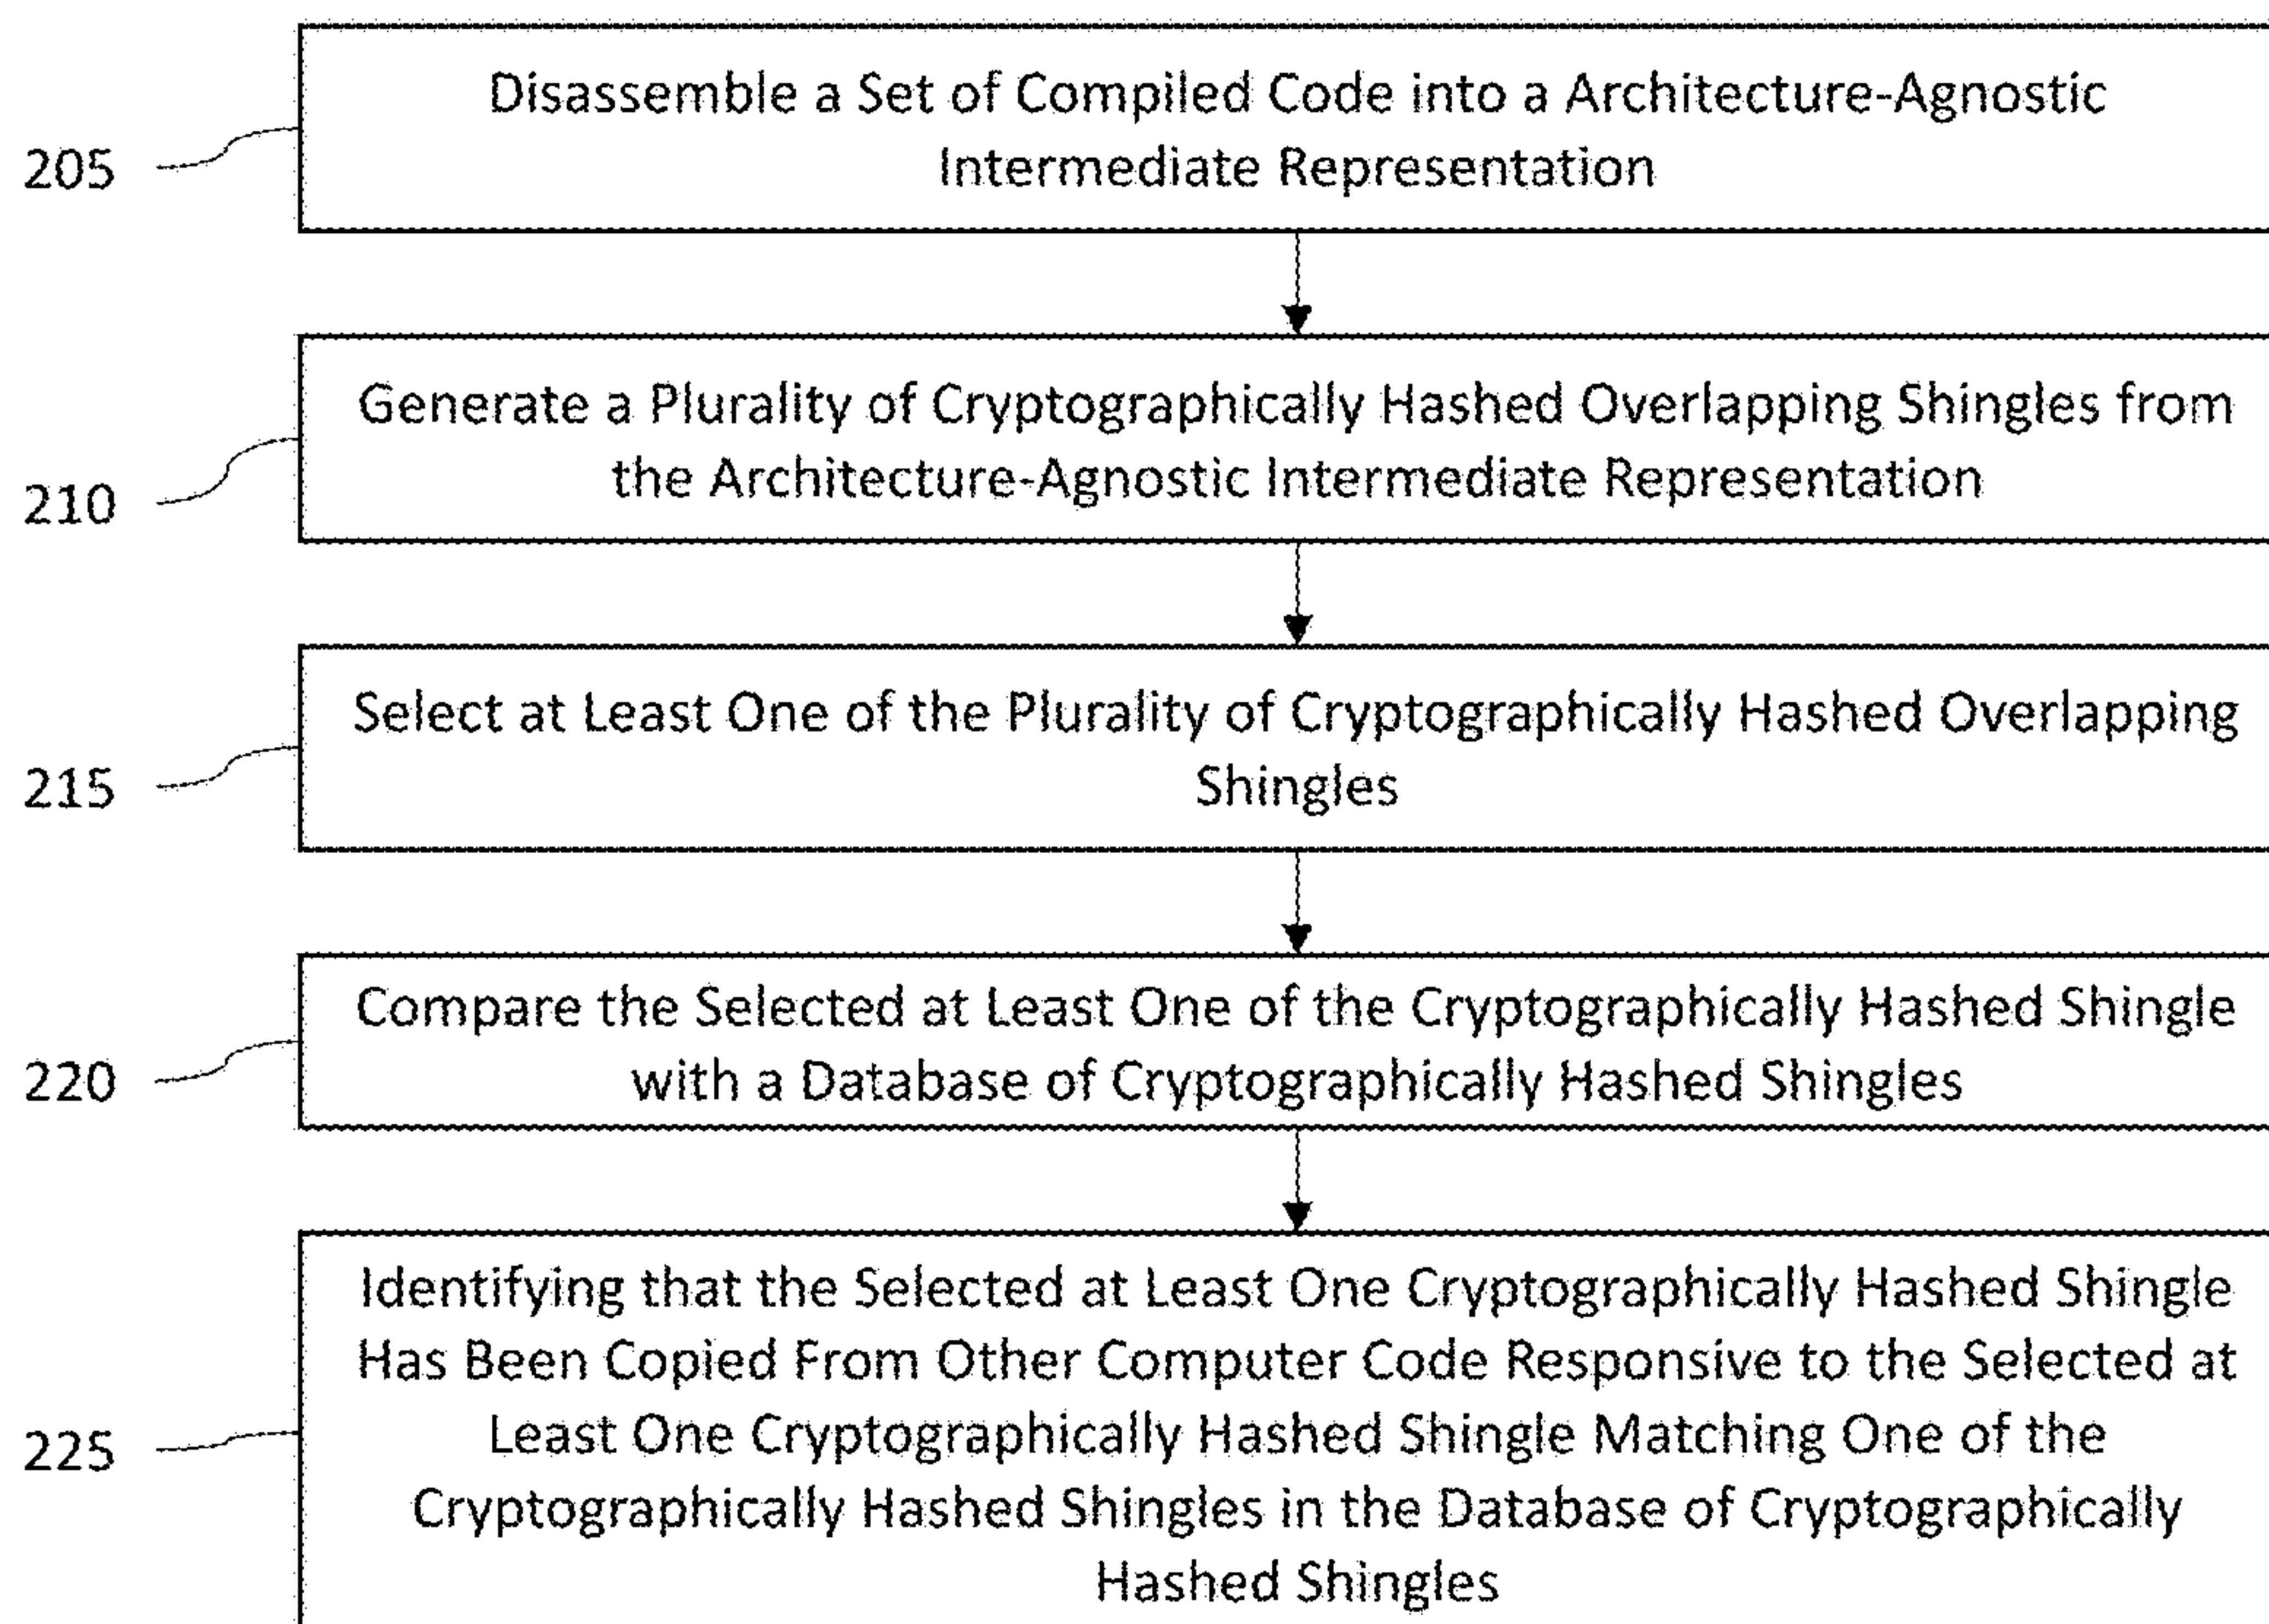 Disassemble a Set of Compiled Code into a Architecture-Agnostic
Intermediate Representation
205
Generate a Plurality of Cryptographically Hashed Overlapping Shingles from
the Architecture-Agnostic Intermediate Representation
210
Select at Least One of the Plurality of Cryptographically Hashed Overlapping
Shingles
215
Compare the Selected at Least One of the Cryptographically Hashed Shingle
with a Database of Cryptographically Hashed Shingles
220
Identifying that the Selected at Least One Cryptographically Hashed Shingle
Has Been Copied From Other Computer Code Responsive to the Selected at
Least One Cryptographically Hashed Shingle Matching One of the
Cryptographically Hashed Shingles in the Database of Cryptographically
Hashed Shingles
225